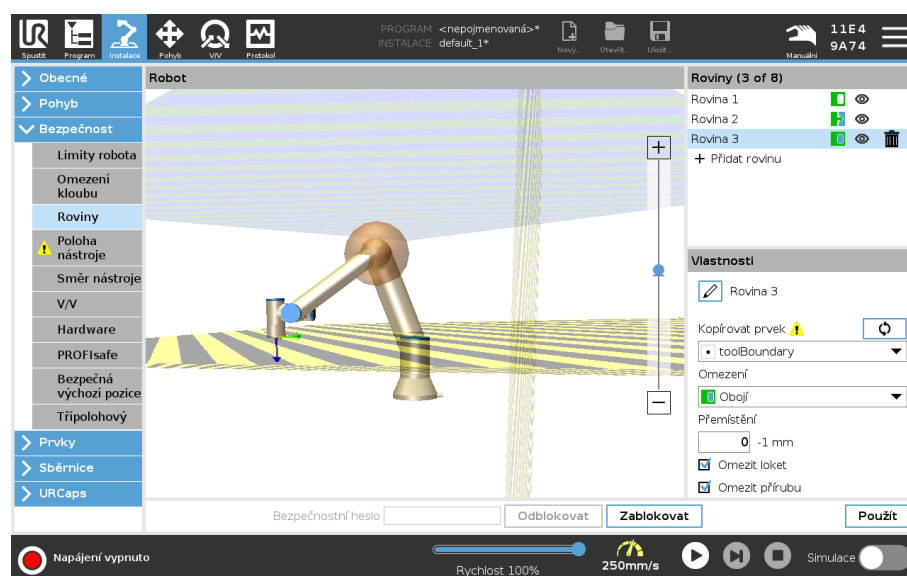 PROGRAM <nepojmenovaná>*
INSTALACE default_1*
Spustit
Program
Instalace
Pohyb
V/V
Protokol
Nový...
Otevřít...
Uložit...
Manuální
11E4
9A74
Obecné
Pohyb
Bezpečnost
Limity robota
Omezení
kloubu
Roviny
Poloha
nástroje
Směr nástroje
V/V
Hardware
PROFIsafe
Bezpečná
výchozí pozice
Třípolohový
Prvky
Sběrnice
URCaps
Robot
Roviny (3 of 8)
Rovina 1
Rovina 2
Rovina 3
+ Přidat rovinu
Vlastnosti
Rovina 3
Kopírovat prvek
toolBoundary
Omezení
Obojí
Přemístění
0 -1 mm
Omezit loket
Omezit přírubu
Bezpečnostní heslo
Odblokovat
Zablokovat
Použít
Napájení vypnuto
Rychlost 100%
250mm/s
Simulace